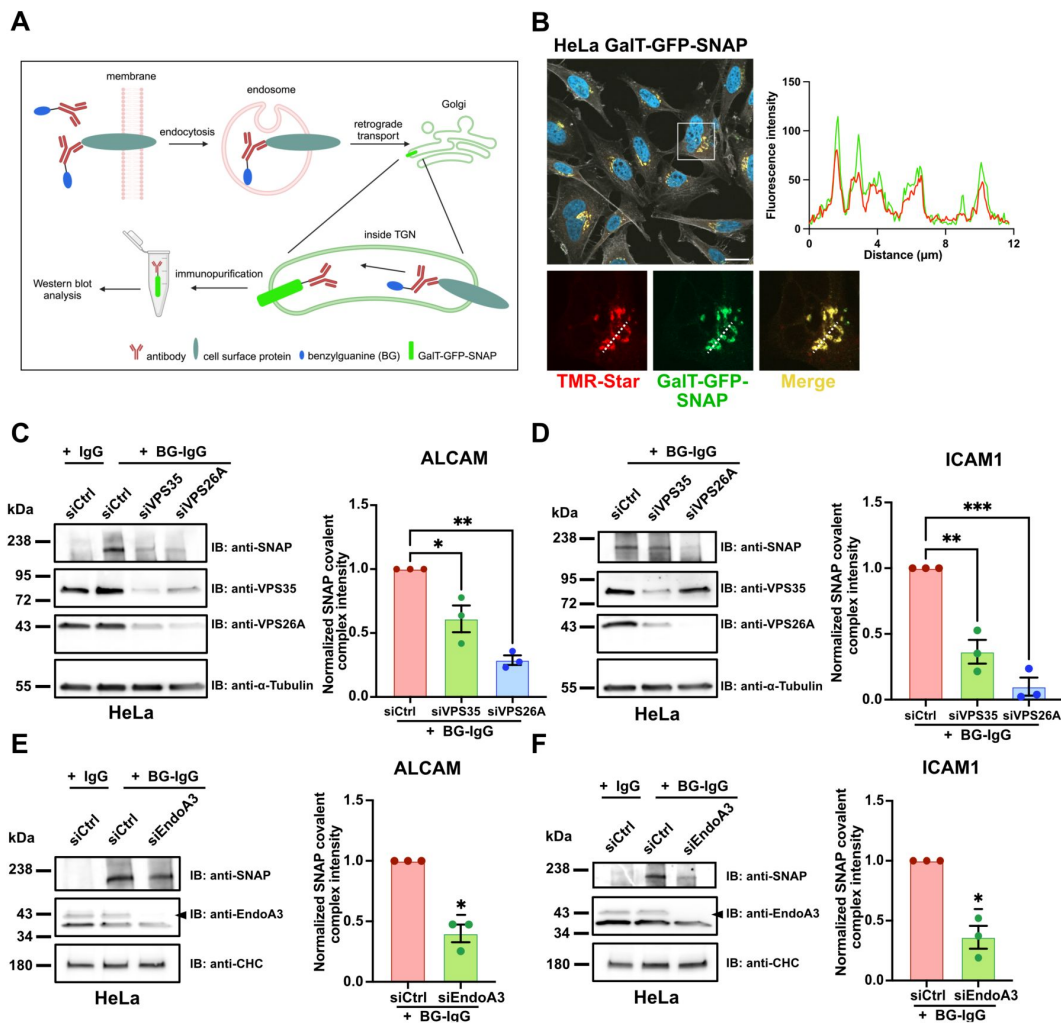 A
membrane
endosome
Golgi
endocytosis
retrograde
transport
inside TGN
immunopurification
Western blot
analysis
antibody
cell surface protein
benzylguanine (BG)
GalT-GFP-SNAP
B
HeLa GalT-GFP-SNAP
Fluorescence intensity
150
100
50
0
0
4
8
12
Distance (μm)
TMR-Star
GalT-GFP-
SNAP
Merge
C
+ IgG
+ BG-IgG
siCtrl
siCtrl
siVPS35
siVPS26A
kDa
238
IB: anti-SNAP
95
72
IB: anti-VPS35
43
IB: anti-VPS26A
55
IB: anti-α-Tubulin
HeLa
ALCAM
Normalized SNAP covalent
complex intensity
1.5
1.0
0.5
0.0
**
*
siCtrl
siVPS35
siVPS26A
+ BG-IgG
D
+ BG-IgG
siCtrl
siVPS35
siVPS26A
kDa
238
IB: anti-SNAP
95
72
IB: anti-VPS35
43
IB: anti-VPS26A
55
IB: anti-α-Tubulin
HeLa
ICAM1
Normalized SNAP covalent
complex intensity
1.5
1.0
0.5
0.0
***
**
siCtrl
siVPS35
siVPS26A
+ BG-IgG
E
+ IgG
+ BG-IgG
siCtrl
siCtrl
siEndoA3
kDa
238
IB: anti-SNAP
43
34
IB: anti-EndoA3
180
IB: anti-CHC
HeLa
ALCAM
Normalized SNAP covalent
complex intensity
1.5
1.0
0.5
0.0
*
siCtrl
siEndoA3
+ BG-IgG
F
+ IgG
+ BG-IgG
siCtrl
siCtrl
siEndoA3
kDa
238
IB: anti-SNAP
43
34
IB: anti-EndoA3
180
IB: anti-CHC
HeLa
ICAM1
Normalized SNAP covalent
complex intensity
1.5
1.0
0.5
0.0
*
siCtrl
siEndoA3
+ BG-IgG